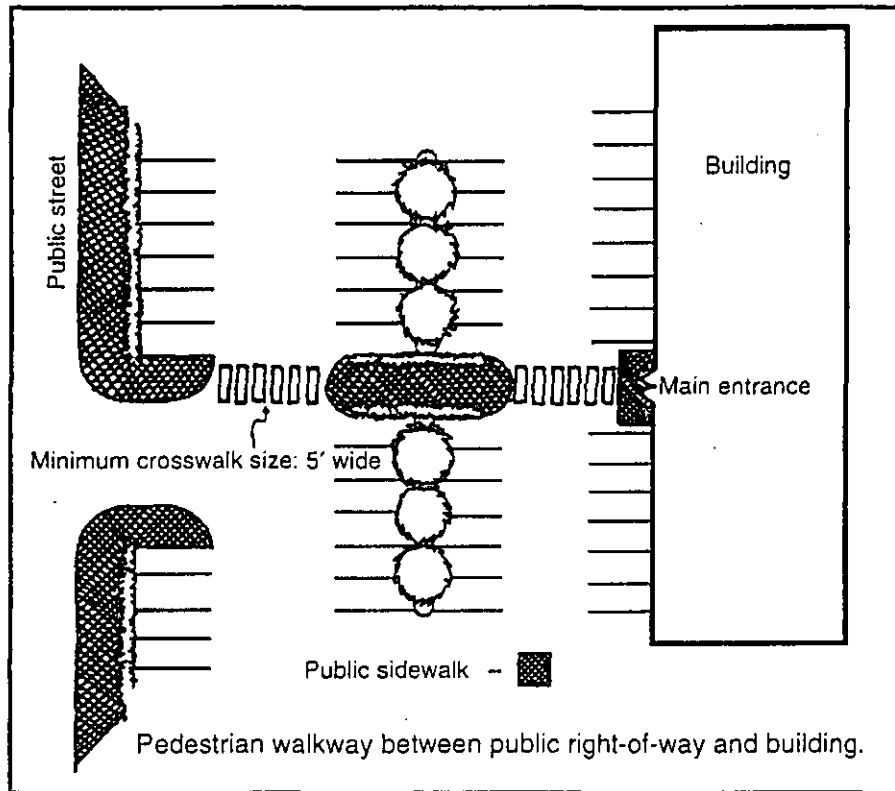 Public street
Building
Main entrance
Minimum crosswalk size: 5' wide
Public sidewalk -
Pedestrian walkway between public right-of-way and building.